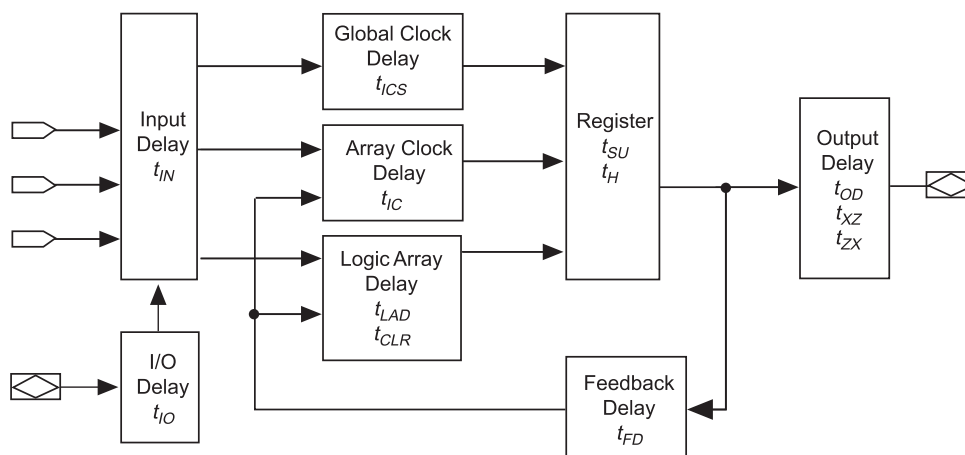 Global Clock
Delay
tICS
Input
Delay
tIN
Array Clock
Delay
tIC
Register
tSU
tH
Output
Delay
tOD
tXZ
tZX
Logic Array
Delay
tLAD
tCLR
I/O
Delay
tIO
Feedback
Delay
tFD